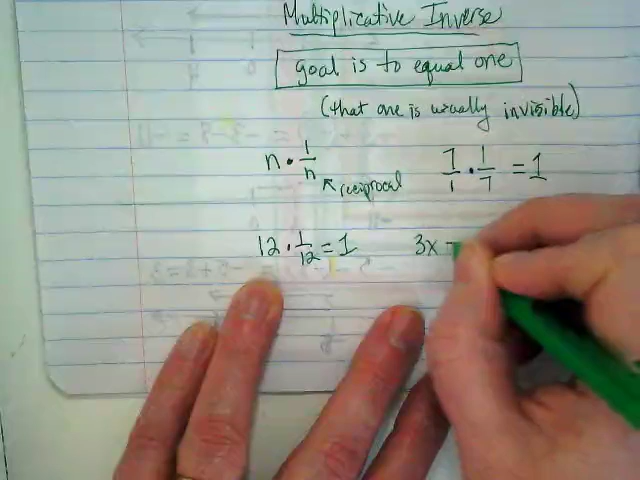 Multiplicative Inverse
goal is to equal one
(that one is usually invisible)
n · 1/n
↖ reciprocal
7/1 · 1/7 = 1
12 · 1/12 = 1
3x